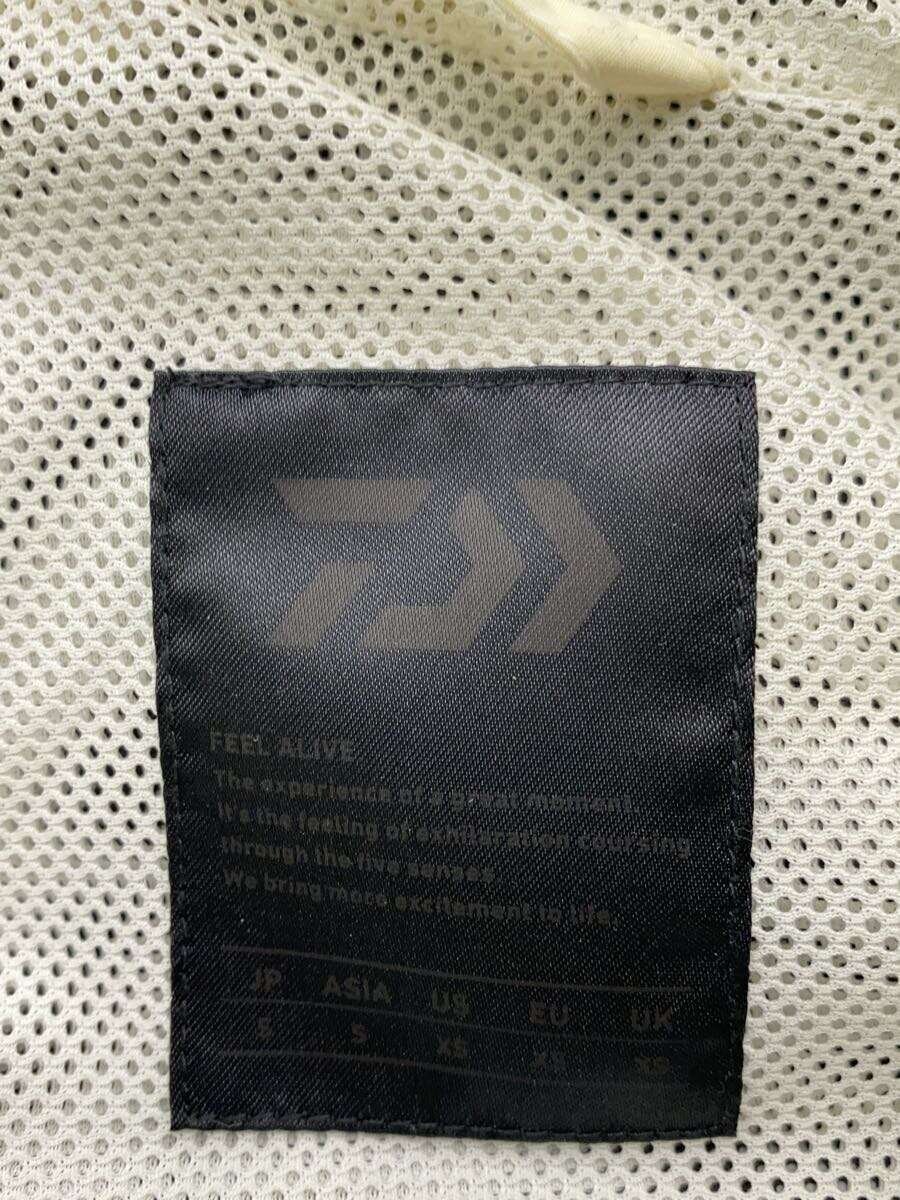 FEEL ALIVE
The experience of a great moment.
It's the feeling of exhilaration coursing
through the five senses.
We bring more excitement to life.
JP ASIA US EU UK
S S XS XS XS